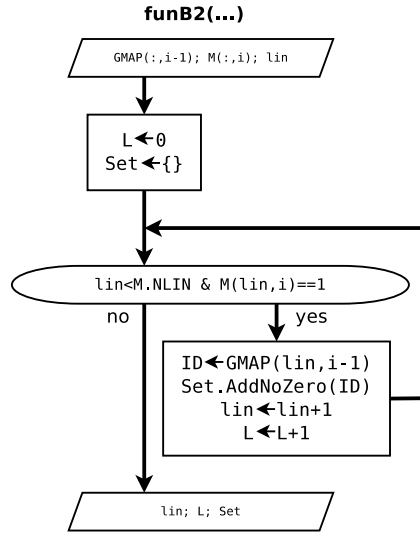 funB2(...)
GMAP(:,i-1); M(:,i); lin
L←0
Set←{}
lin<M.NLIN & M(lin,i)==1
no
yes
ID←GMAP(lin,i-1)
Set.AddNoZero(ID)
lin←lin+1
L←L+1
lin; L; Set